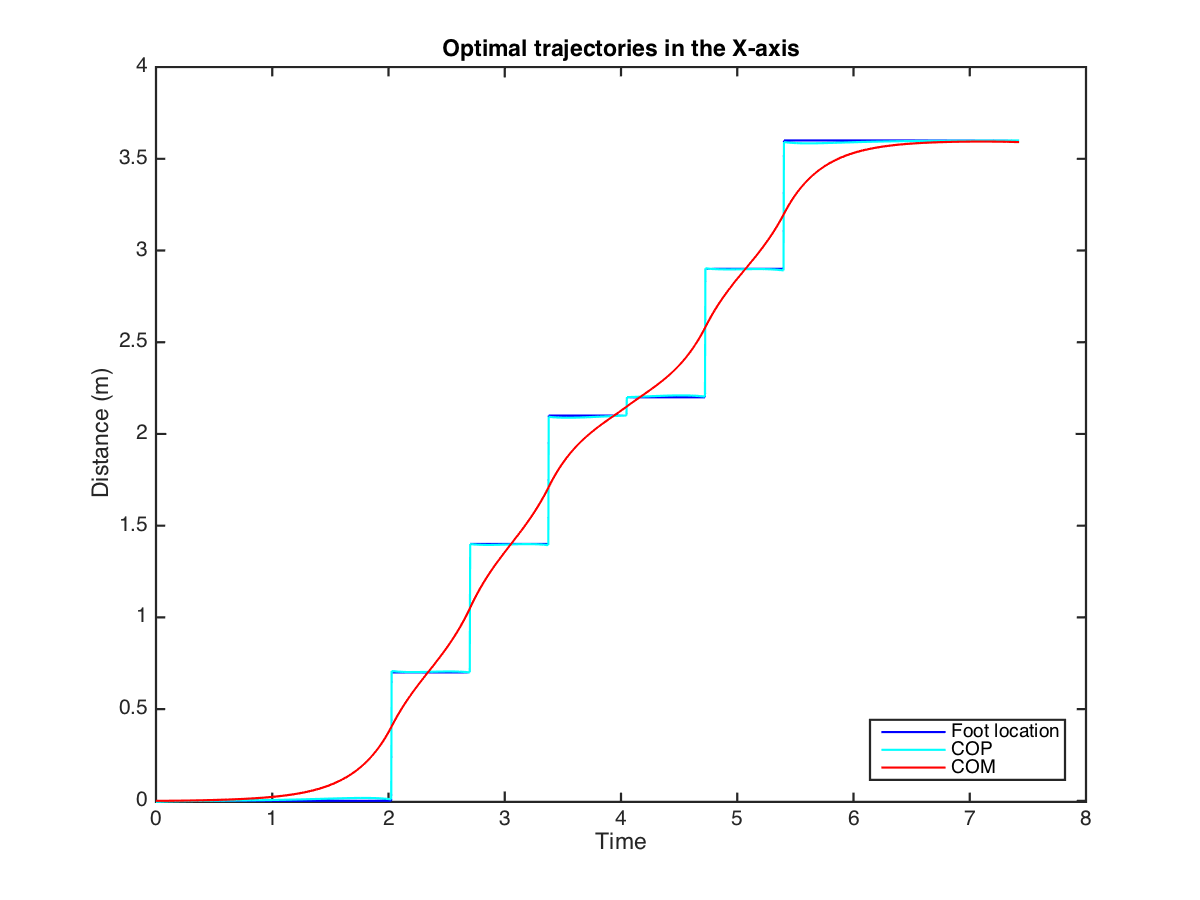 Optimal trajectories in the X-axis
4
3.5
3
2.5
2
1.5
1
0.5
0
Distance (m)
0 1 2 3 4 5 6 7 8
Time
Foot location
COP
COM